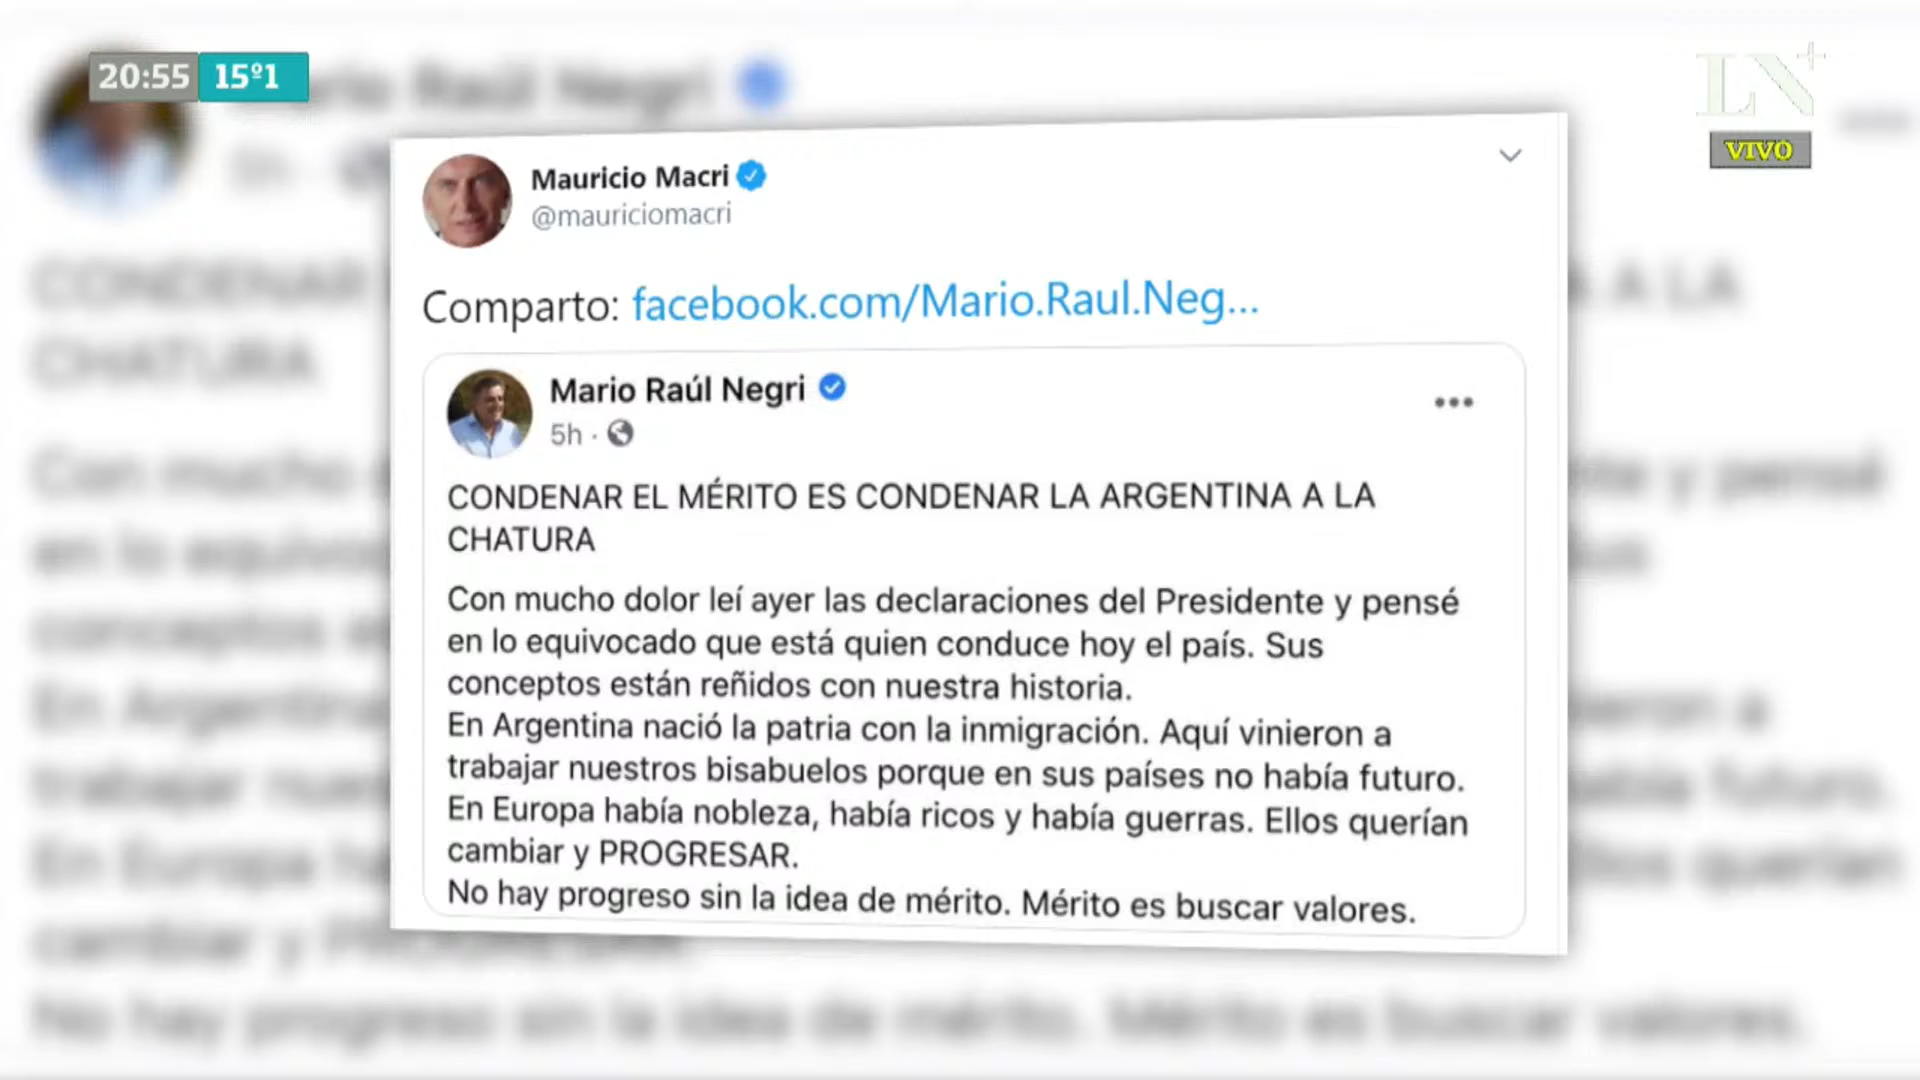 20:55 15º1
LN+
VIVO
Mauricio Macri
@mauriciomacri
Comparto: facebook.com/Mario.Raul.Neg...
Mario Raúl Negri
5h ·
CONDENAR EL MÉRITO ES CONDENAR LA ARGENTINA A LA
CHATURA
Con mucho dolor leí ayer las declaraciones del Presidente y pensé
en lo equivocado que está quien conduce hoy el país. Sus
conceptos están reñidos con nuestra historia.
En Argentina nació la patria con la inmigración. Aquí vinieron a
trabajar nuestros bisabuelos porque en sus países no había futuro.
En Europa había nobleza, había ricos y había guerras. Ellos querían
cambiar y PROGRESAR.
No hay progreso sin la idea de mérito. Mérito es buscar valores.